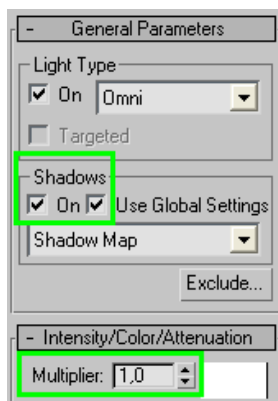 - General Parameters
Light Type
On Omni
Targeted
Shadows
On Use Global Settings
Shadow Map
Exclude...
- Intensity/Color/Attenuation
Multiplier: 1,0